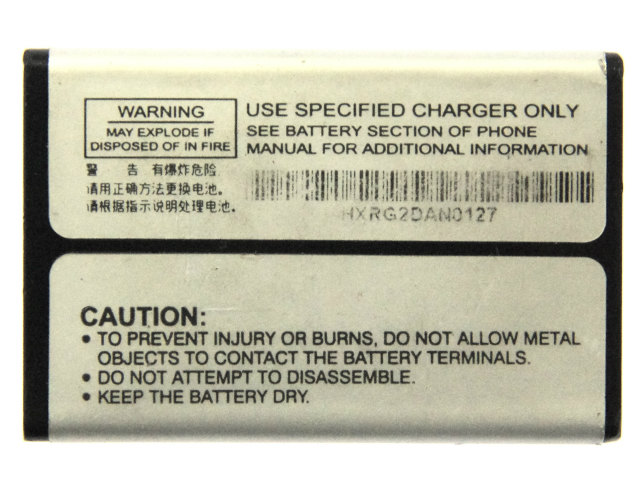 WARNING
MAY EXPLODE IF
DISPOSED OF IN FIRE
警 告 有爆炸危险
请用正确方法更换电池。
请根据指示说明处理电池。
USE SPECIFIED CHARGER ONLY
SEE BATTERY SECTION OF PHONE
MANUAL FOR ADDITIONAL INFORMATION
HXRG2DAN0127
CAUTION:
• TO PREVENT INJURY OR BURNS, DO NOT ALLOW METAL
OBJECTS TO CONTACT THE BATTERY TERMINALS.
• DO NOT ATTEMPT TO DISASSEMBLE.
• KEEP THE BATTERY DRY.